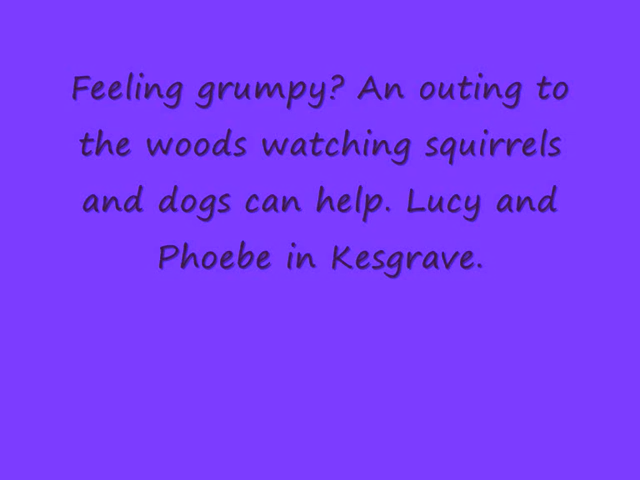 Feeling grumpy? An outing to
the woods watching squirrels
and dogs can help. Lucy and
Phoebe in Kesgrave.